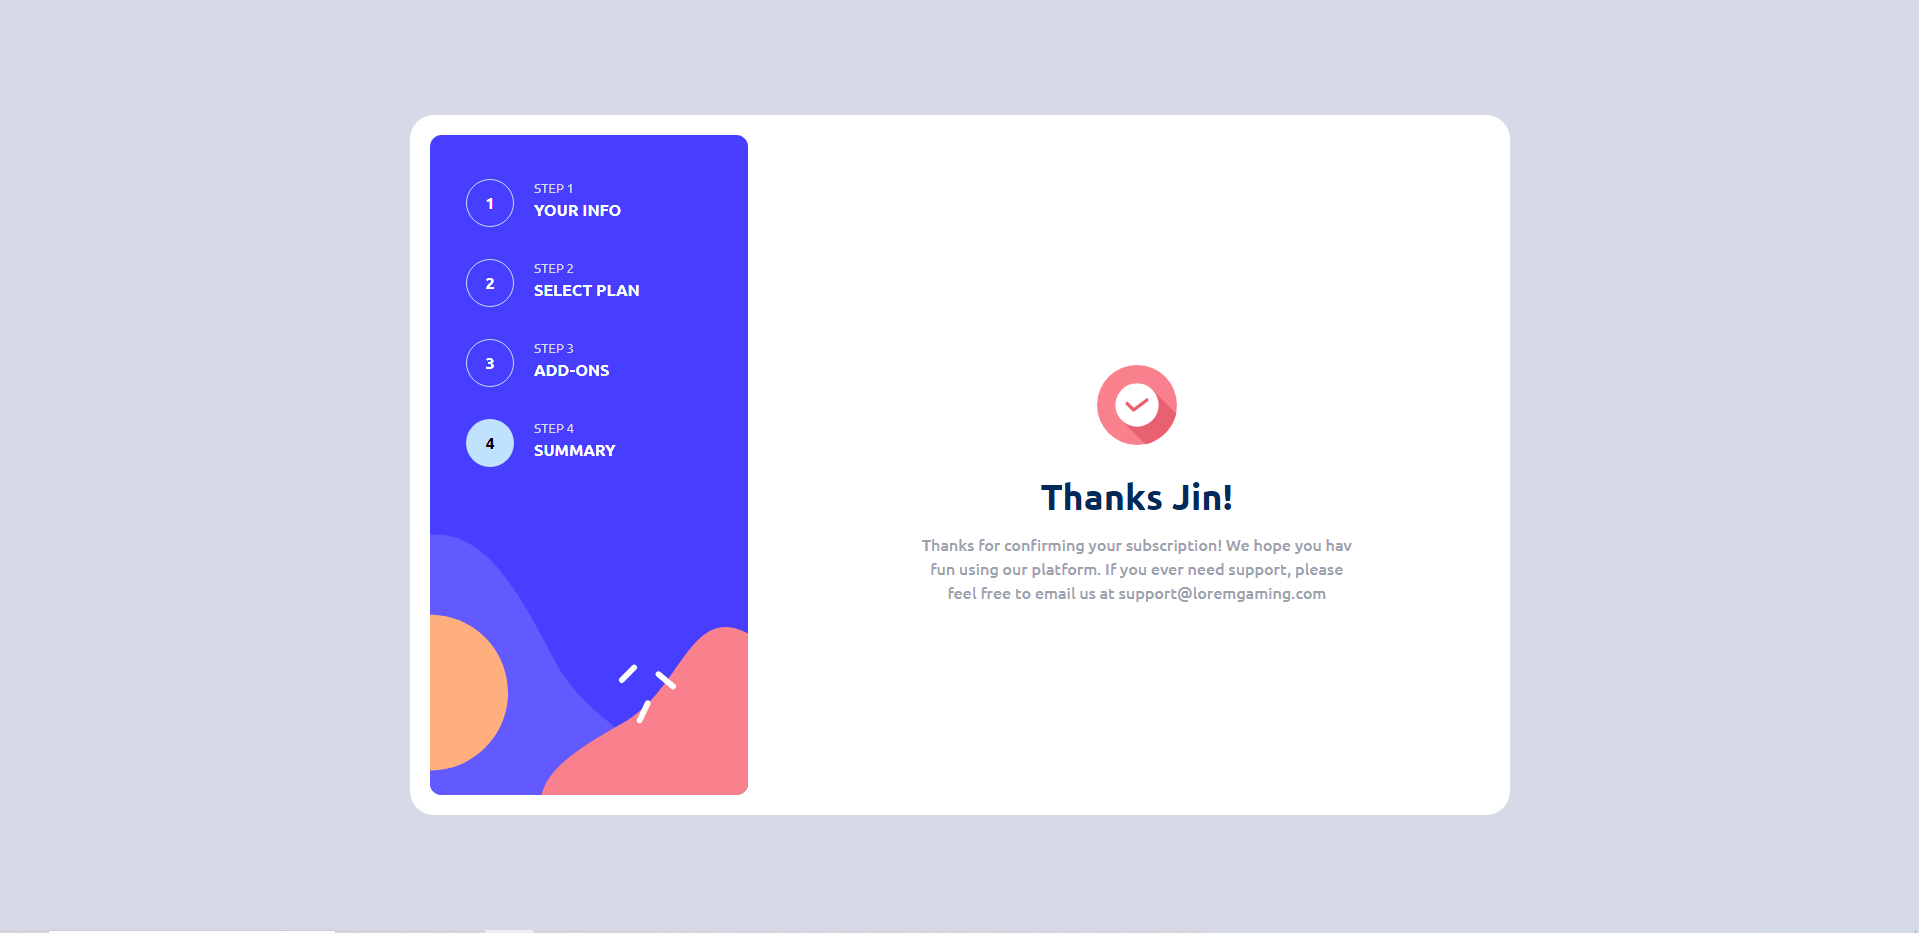 1
STEP 1
YOUR INFO
2
STEP 2
SELECT PLAN
3
STEP 3
ADD-ONS
4
STEP 4
SUMMARY
Thanks Jin!
Thanks for confirming your subscription! We hope you hav
fun using our platform. If you ever need support, please
feel free to email us at support@loremgaming.com